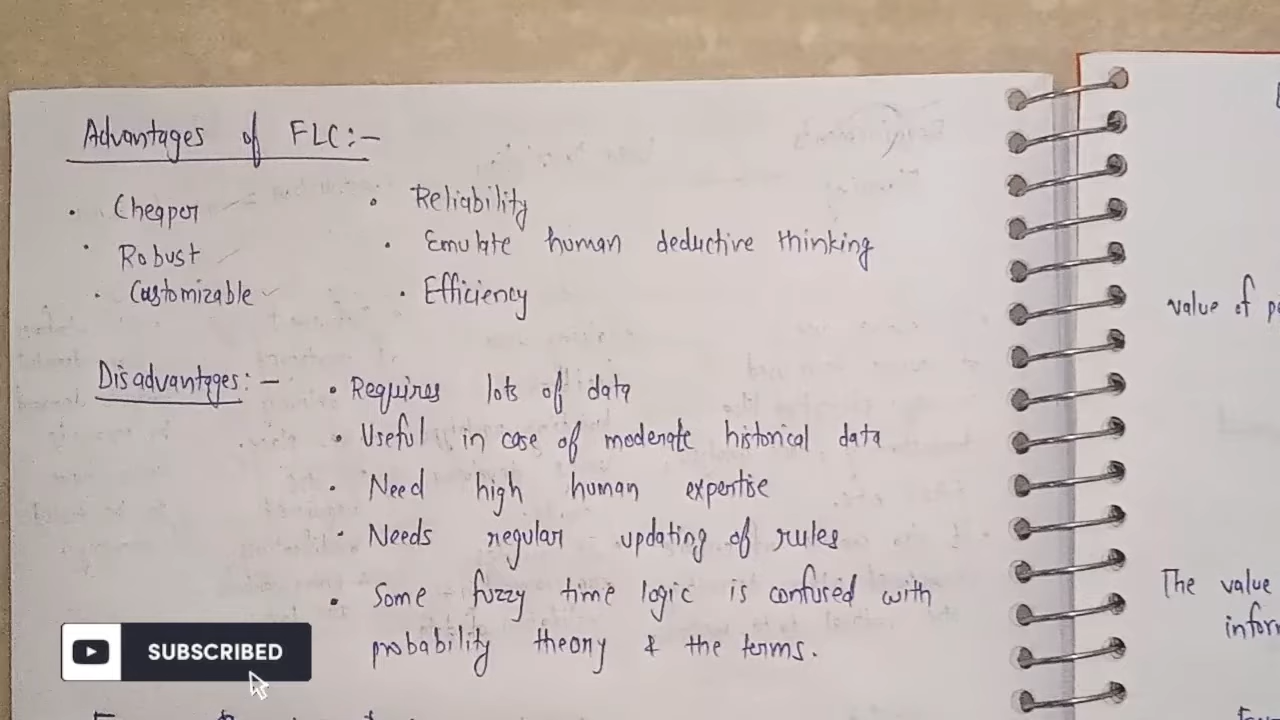 Advantages of FLC:-
• Cheaper
• Robust
• Customizable
• Reliability
• Emulate human deductive thinking
• Efficiency
Disadvantages:-
• Requires lots of data
• Useful in case of moderate historical data
• Need high human expertise
• Needs regular updating of rules
• Some fuzzy time logic is confused with
probability theory & the terms.
SUBSCRIBED
value of
The value